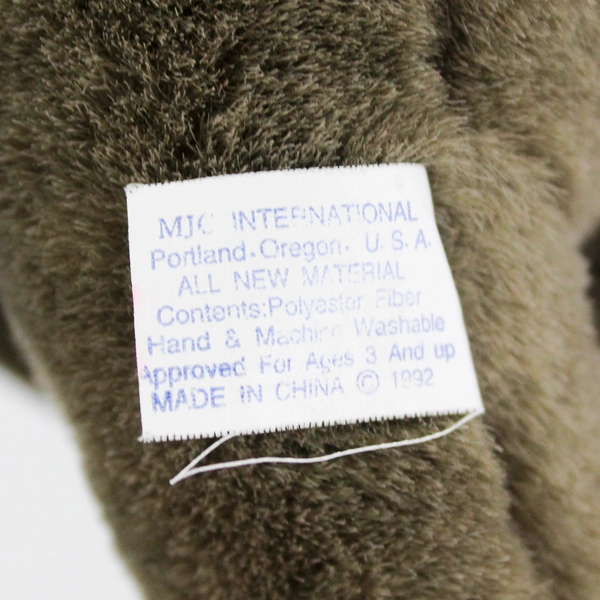 MJC INTERNATIONAL
Portland.Oregon. U.S.A.
ALL NEW MATERIAL
Contents:Polyester Fiber
Hand & Machine Washable
Approved For Ages 3 And up
MADE IN CHINA © 1992